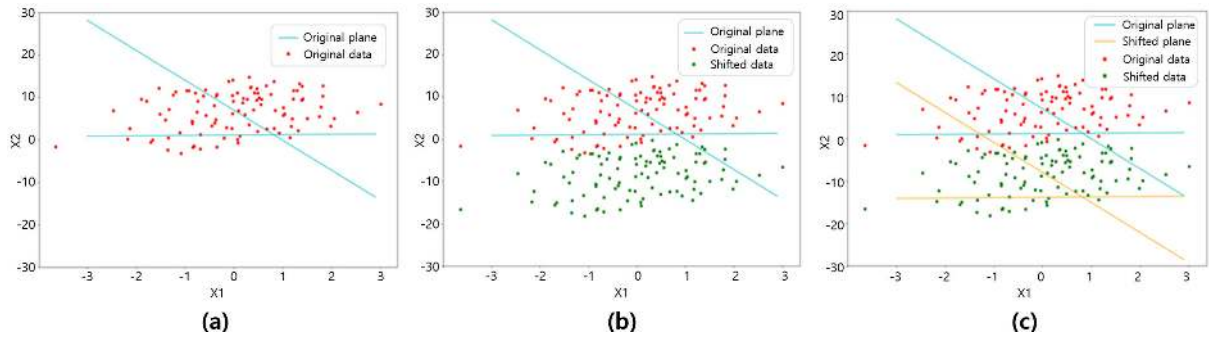 30
20
10
0
-10
-20
-30
X2
-3
-2
-1
0
1
2
3
X1
Original plane
Original data
(a)
30
20
10
0
-10
-20
-30
X2
-3
-2
-1
0
1
2
3
X1
Original plane
Original data
Shifted data
(b)
30
20
10
0
-10
-20
-30
X2
-3
-2
-1
0
1
2
3
X1
Original plane
Shifted plane
Original data
Shifted data
(c)